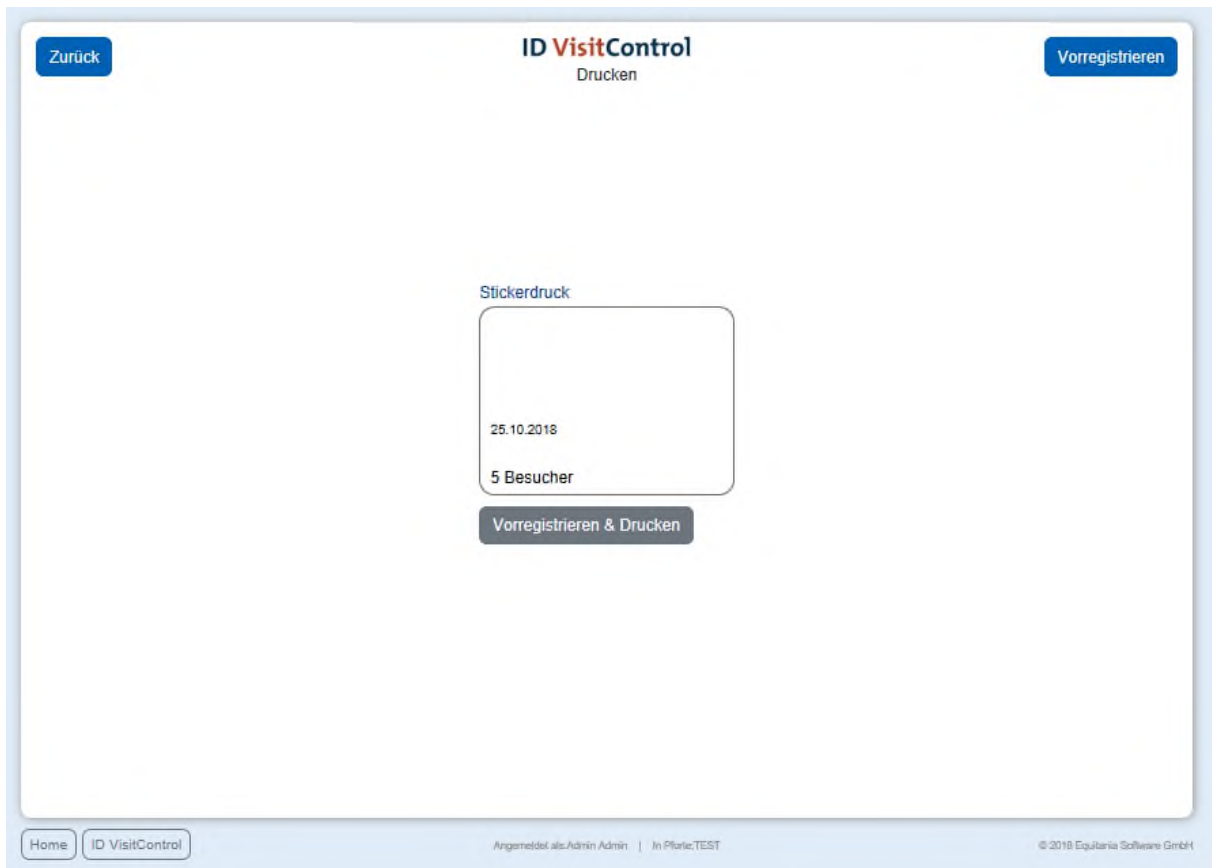 Zurück
ID VisitControl
Drucken
Vorregistrieren
Stickerdruck
25.10.2018
5 Besucher
Vorregistrieren & Drucken
Home
ID VisitControl
Angemeldet als:Admin Admin | In Pforte:TEST
© 2018 Equitania Software GmbH